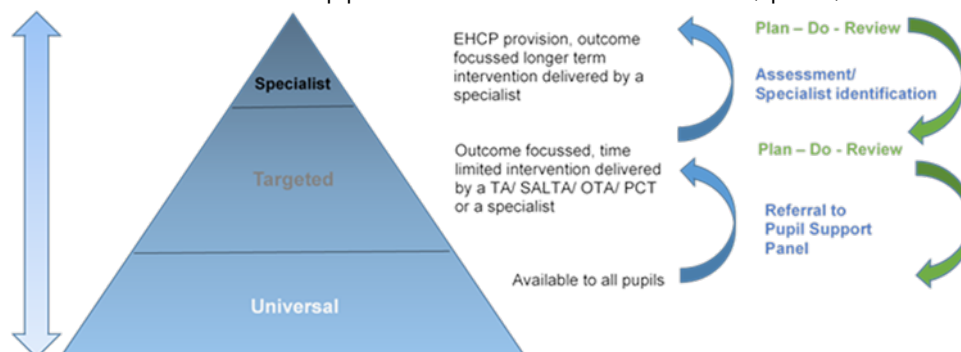 Specialist
Targeted
Universal
EHCP provision, outcome
focussed longer term
intervention delivered by a
specialist
Outcome focussed, time
limited intervention delivered
by a TA/ SALTA/ OTA/ PCT
or a specialist
Available to all pupils
Plan – Do - Review
Assessment/
Specialist identification
Plan – Do - Review
Referral to
Pupil Support
Panel